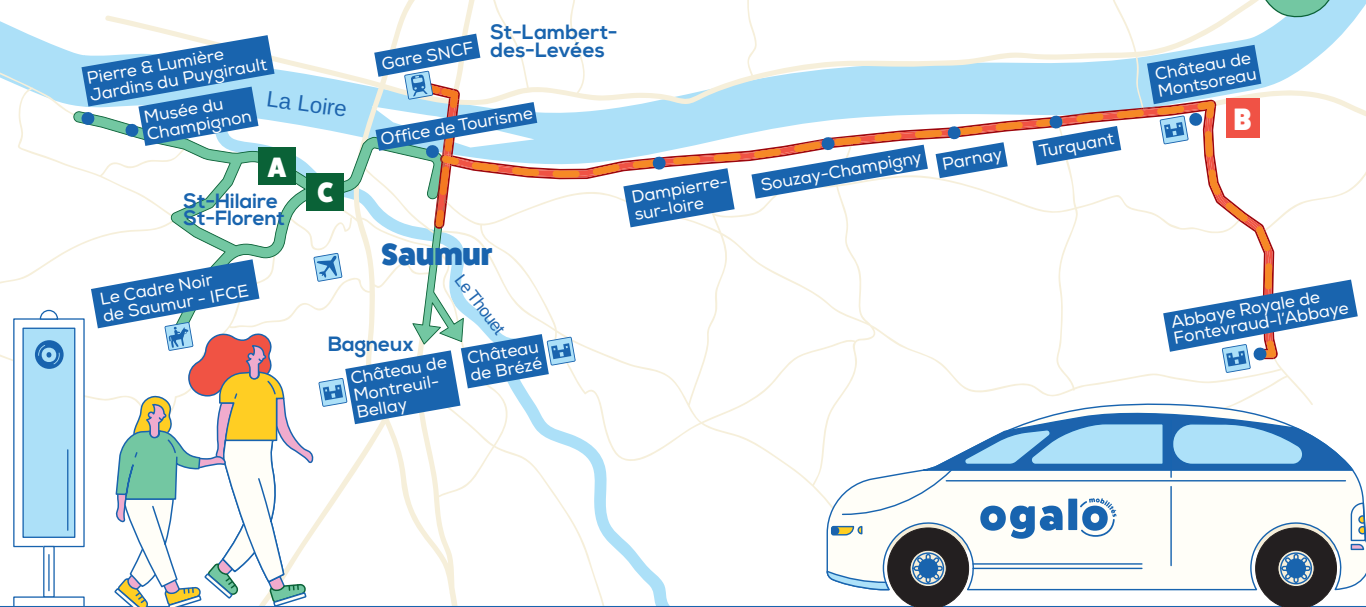 St-Lambert-
des-Levées
Gare SNCF
Pierre & Lumière
Jardins du Puygirault
Musée du
Champignon
La Loire
Office de Tourisme
Château de
Montsoreau
B
A
C
Dampierre-
sur-loire
Souzay-Champigny
Parnay
Turquant
St-Hilaire
St-Florent
Saumur
Le Thouet
Le Cadre Noir
de Saumur - IFCE
Abbaye Royale de
Fontevraud-l'Abbaye
Bagneux
Château de
Montreuil-
Bellay
Château
de Brézé
ogalo
mobilités